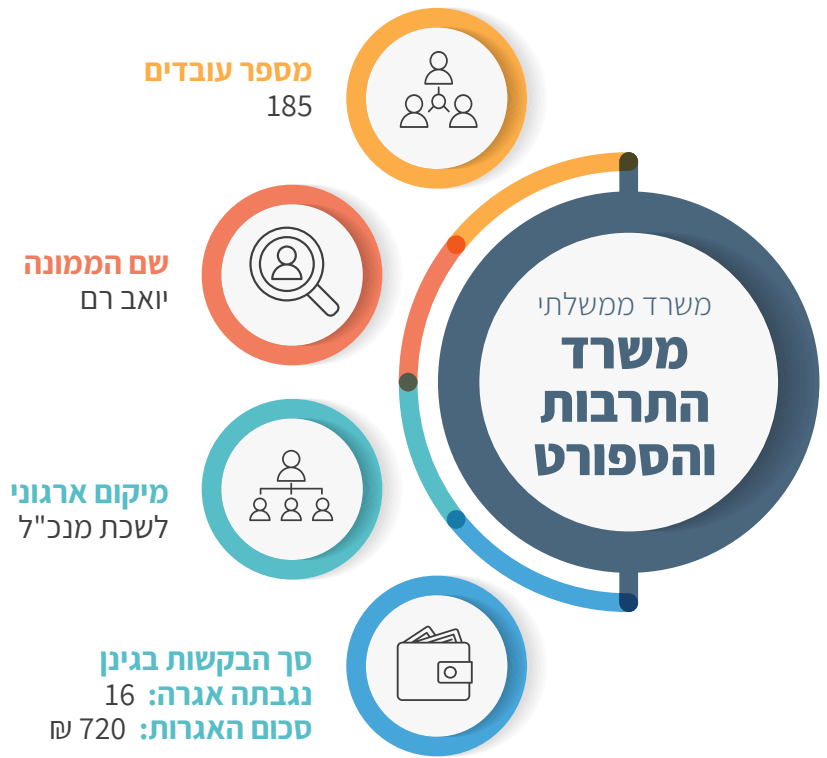 משרד ממשלתי
משרד
התרבות
והספורט
מספר עובדים
185
שם הממונה
יואב רם
מיקום ארגוני
לשכת מנכ"ל
סך הבקשות בגינן
נגבתה אגרה: 16
סכום האגרות: 720 ₪